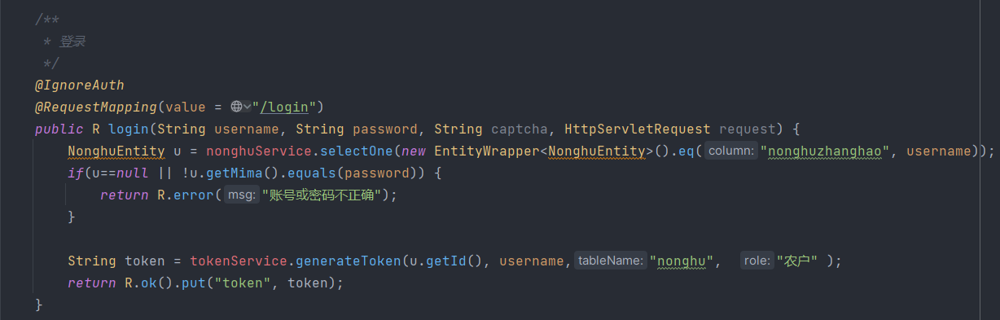 /**
 * 登录
 */
@IgnoreAuth
@RequestMapping(value = "/login")
public R login(String username, String password, String captcha, HttpServletRequest request) {
    NonghuEntity u = nonghuService.selectOne(new EntityWrapper<NonghuEntity>().eq( column: "nonghuzhanghao", username));
    if(u==null || !u.getMima().equals(password)) {
        return R.error( msg: "账号或密码不正确");
    }

    String token = tokenService.generateToken(u.getId(), username, tableName: "nonghu",  role: "农户" );
    return R.ok().put("token", token);
}